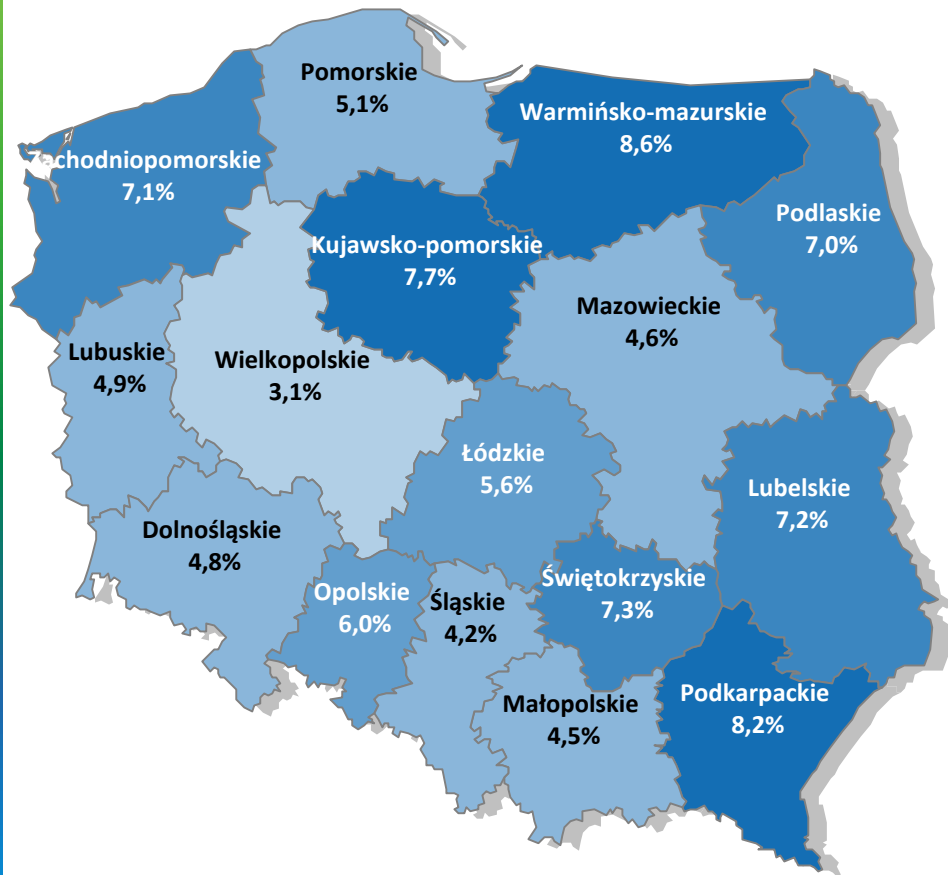 Pomorskie
5,1%
Warmińsko-mazurskie
8,6%
Zachodniopomorskie
7,1%
Podlaskie
7,0%
Kujawsko-pomorskie
7,7%
Mazowieckie
4,6%
Lubuskie
4,9%
Wielkopolskie
3,1%
Łódzkie
5,6%
Lubelskie
7,2%
Dolnośląskie
4,8%
Opolskie
6,0%
Śląskie
4,2%
Świętokrzyskie
7,3%
Małopolskie
4,5%
Podkarpackie
8,2%